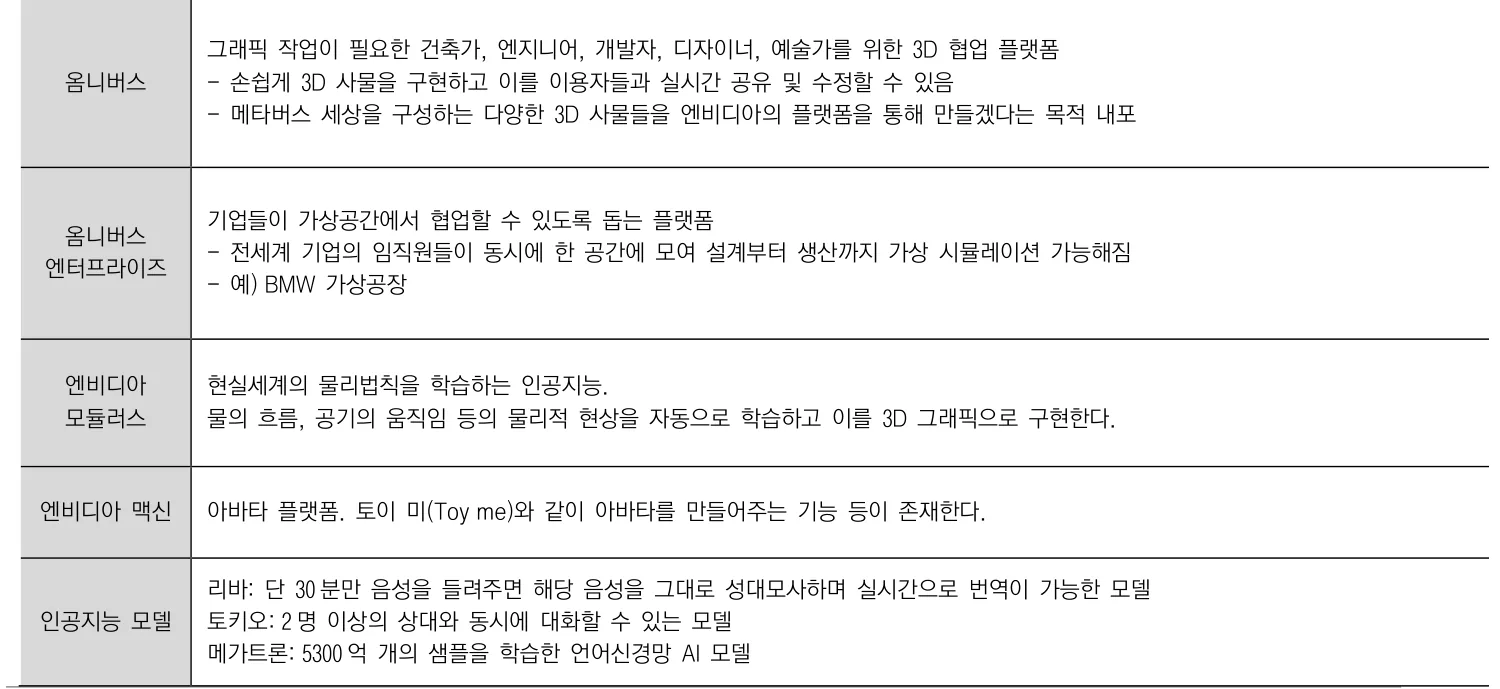 옴니버스
그래픽 작업이 필요한 건축가, 엔지니어, 개발자, 디자이너, 예술가를 위한 3D 협업 플랫폼
- 손쉽게 3D 사물을 구현하고 이를 이용자들과 실시간 공유 및 수정할 수 있음
- 메타버스 세상을 구성하는 다양한 3D 사물들을 엔비디아의 플랫폼을 통해 만들겠다는 목적 내포
옴니버스
엔터프라이즈
기업들이 가상공간에서 협업할 수 있도록 돕는 플랫폼
- 전세계 기업의 임직원들이 동시에 한 공간에 모여 설계부터 생산까지 가상 시뮬레이션 가능해짐
- 예) BMW 가상공장
엔비디아
모듈러스
현실세계의 물리법칙을 학습하는 인공지능.
물의 흐름, 공기의 움직임 등의 물리적 현상을 자동으로 학습하고 이를 3D 그래픽으로 구현한다.
엔비디아 맥신
아바타 플랫폼. 토이 미(Toy me)와 같이 아바타를 만들어주는 기능 등이 존재한다.
인공지능 모델
리바: 단 30분만 음성을 들려주면 해당 음성을 그대로 성대모사하며 실시간으로 번역이 가능한 모델
토키오: 2명 이상의 상대와 동시에 대화할 수 있는 모델
메가트론: 5300억 개의 샘플을 학습한 언어신경망 AI 모델